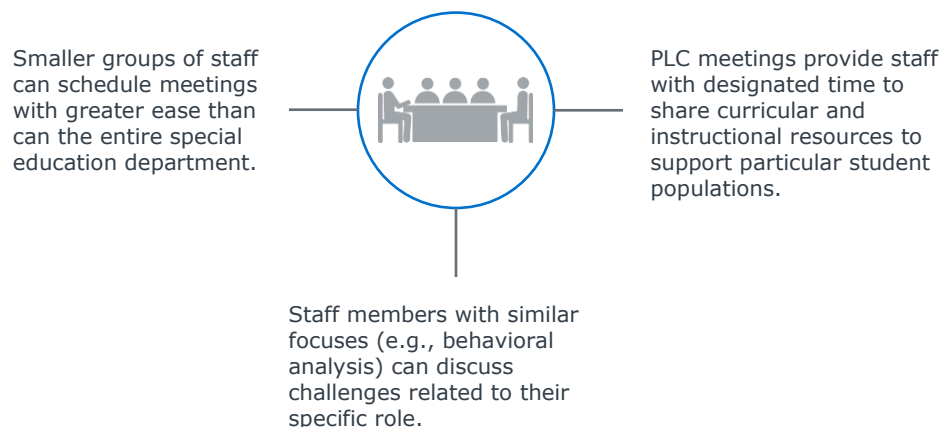 Smaller groups of staff
can schedule meetings
with greater ease than
can the entire special
education department.
PLC meetings provide staff
with designated time to
share curricular and
instructional resources to
support particular student
populations.
Staff members with similar
focuses (e.g., behavioral
analysis) can discuss
challenges related to their
specific role.